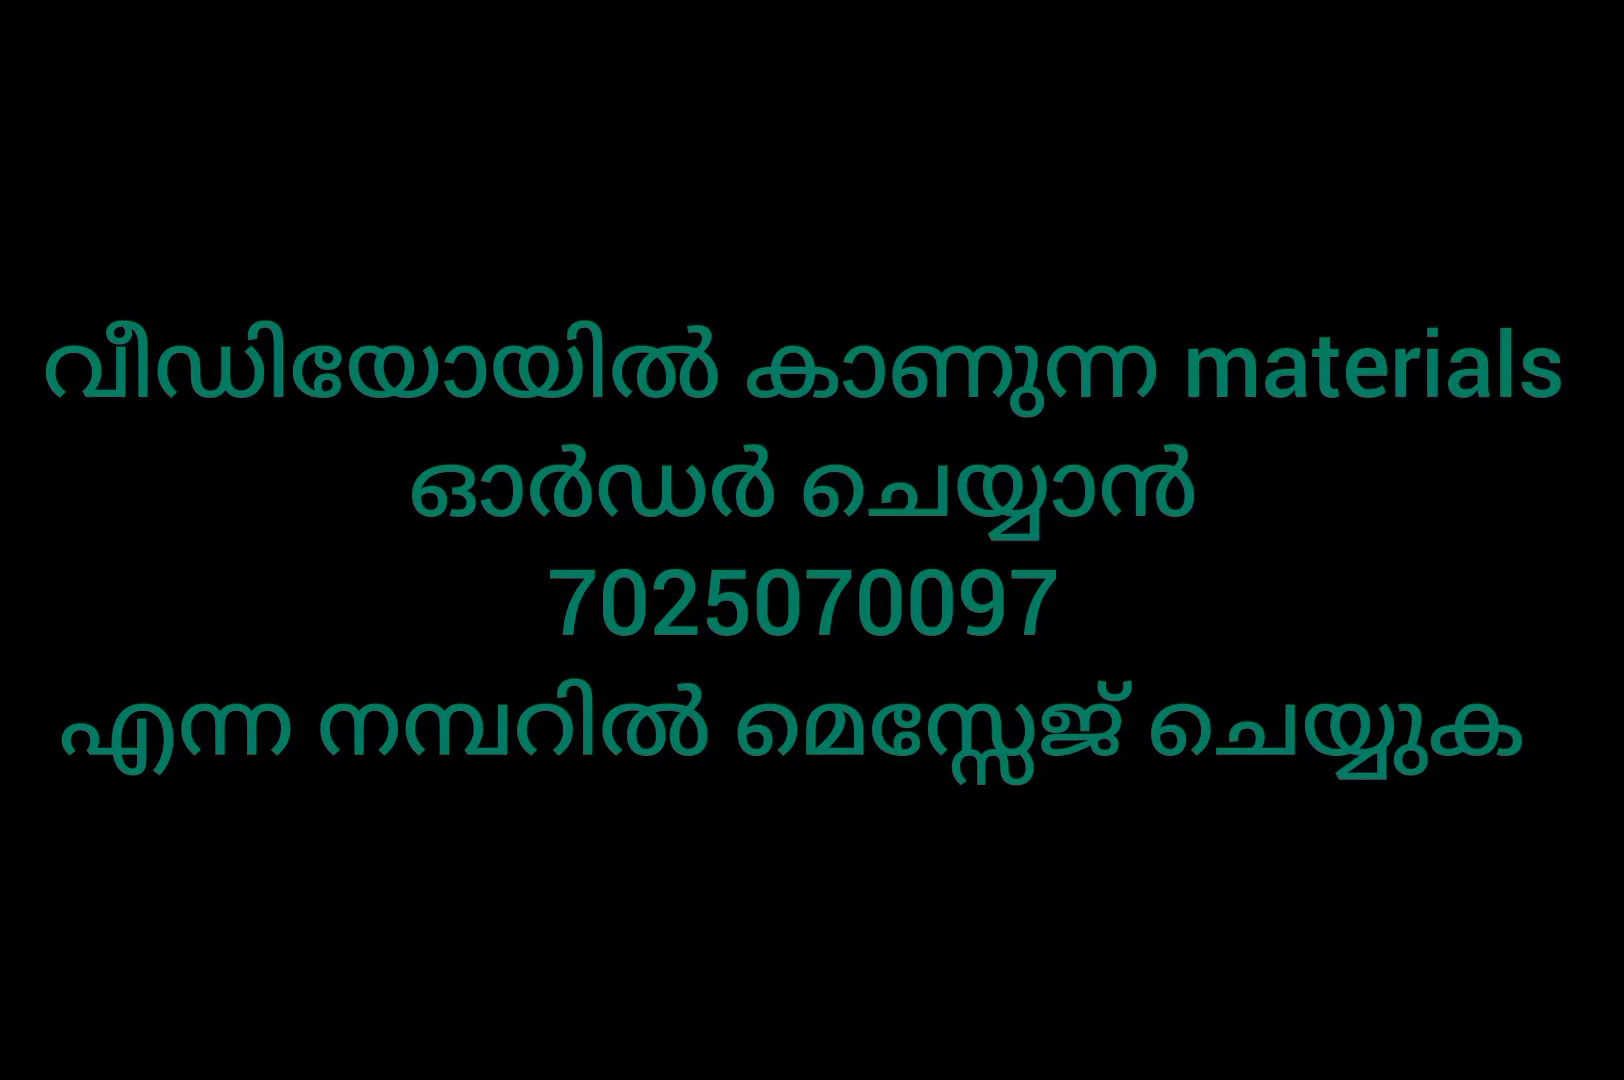 വീഡിയോയിൽ കാണുന്ന materials
ഓർഡർ ചെയ്യാൻ
7025070097
എന്ന നമ്പറിൽ മെസ്സേജ് ചെയ്യുക